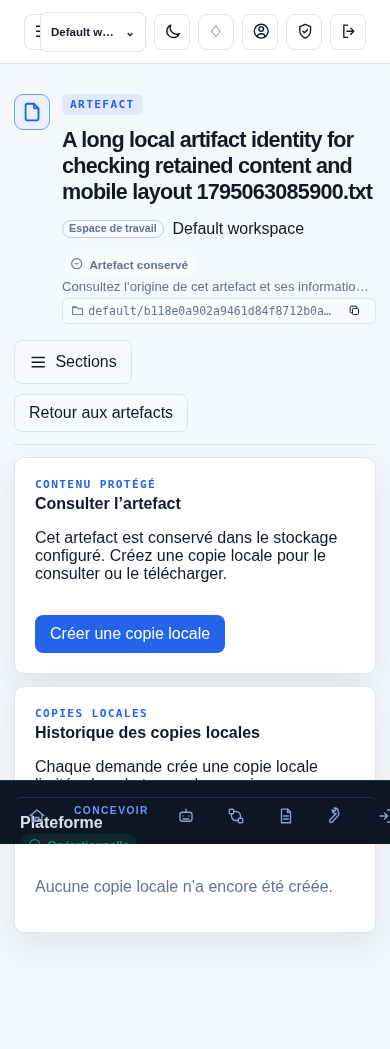 Default w…
ARTEFACT
A long local artifact identity for
checking retained content and
mobile layout 1795063085900.txt
Espace de travail Default workspace
Artefact conservé
Consultez l’origine de cet artefact et ses informatio…
default/b118e0a902a9461d84f8712b0a…
Sections
Retour aux artefacts
CONTENU PROTÉGÉ
Consulter l’artefact
Cet artefact est conservé dans le stockage
configuré. Créez une copie locale pour le
consulter ou le télécharger.
Créer une copie locale
COPIES LOCALES
Historique des copies locales
Chaque demande crée une copie locale
CONCEVOIR
Plateforme
Opérationnelle
Aucune copie locale n’a encore été créée.